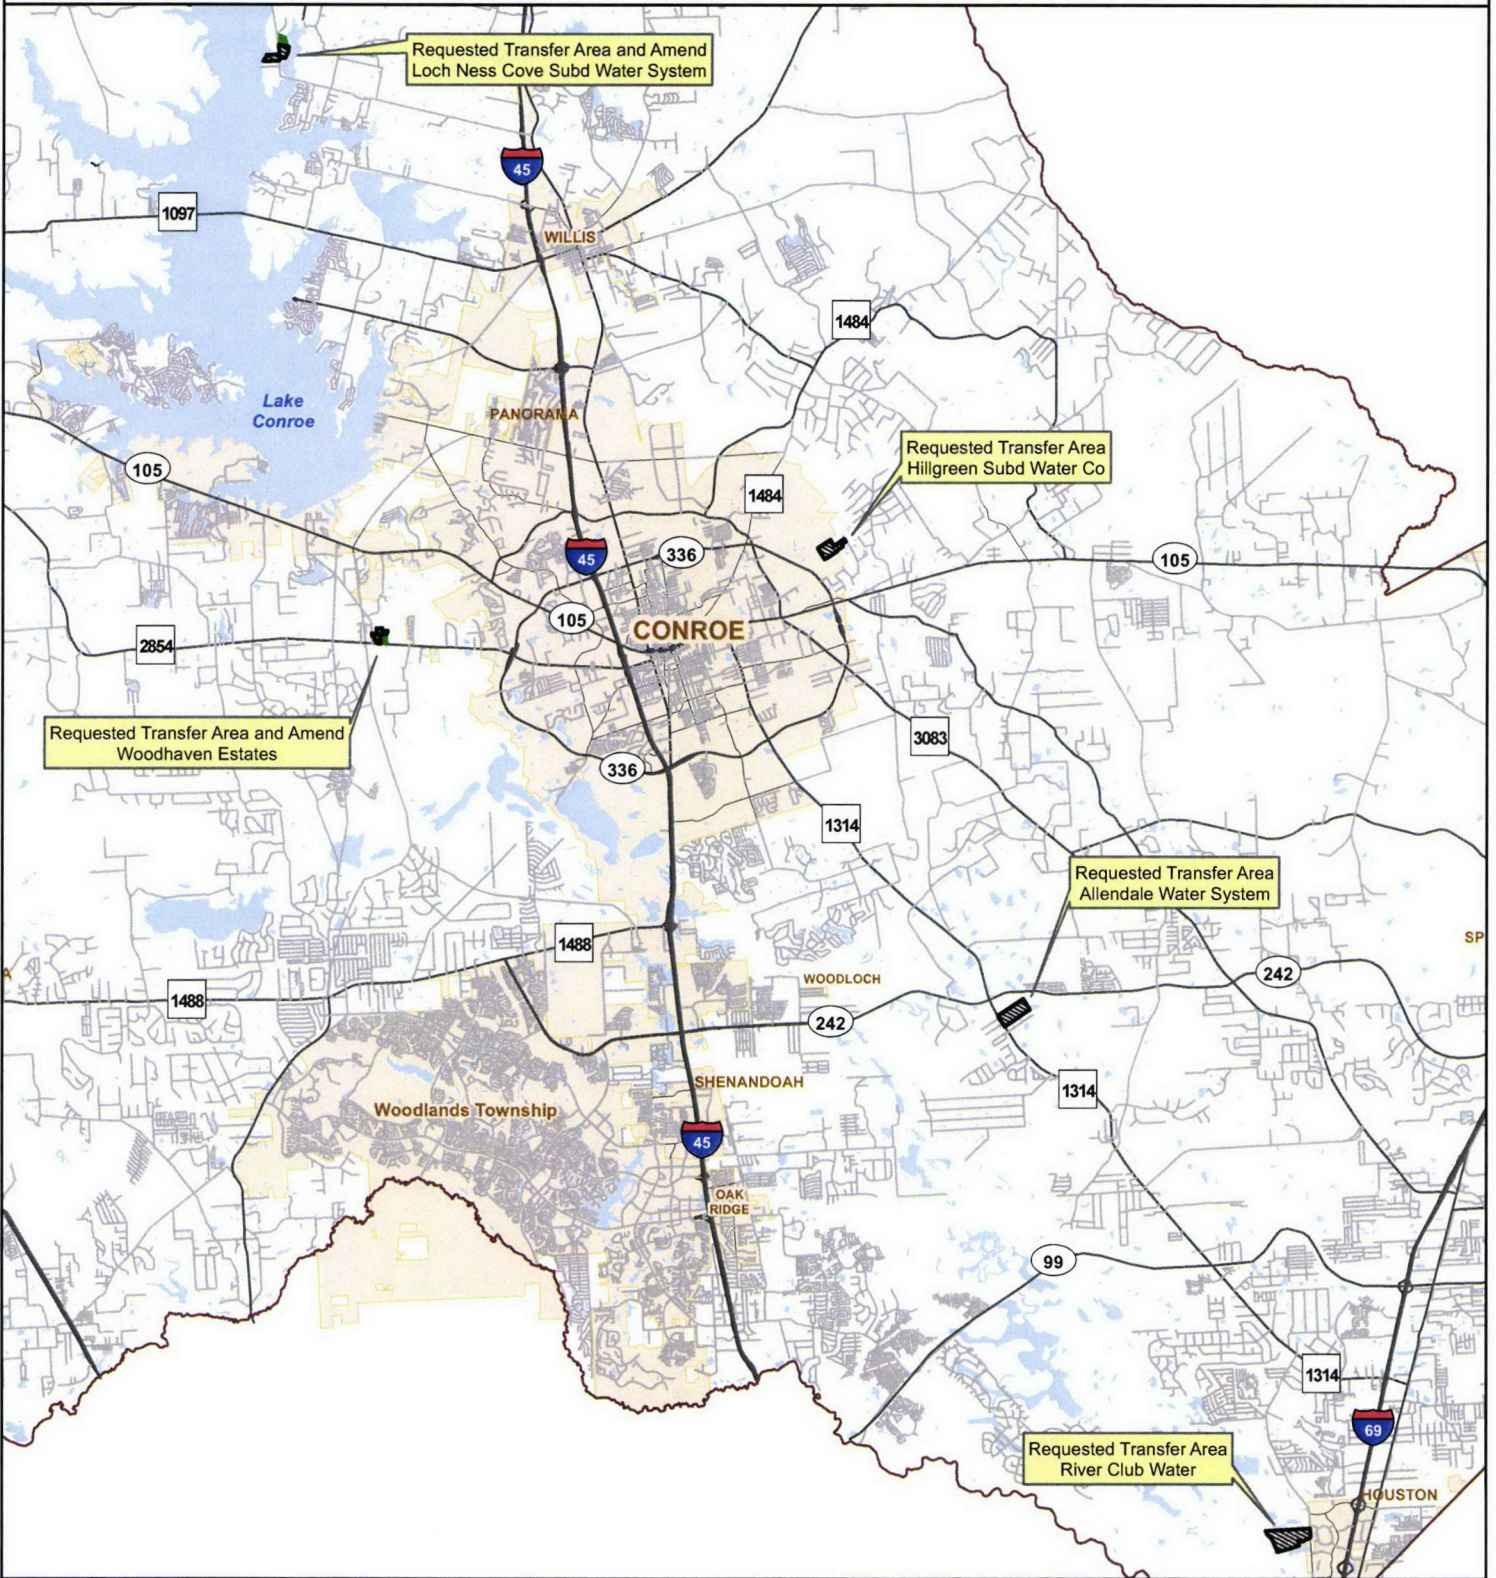 Requested Transfer Area and Amend
Loch Ness Cove Subd Water System
45
1097
WILLIS
1484
Lake
Conroe
PANORAMA
Requested Transfer Area
Hillgreen Subd Water Co
105
1484
45
336
105
105
CONROE
2854
Requested Transfer Area and Amend
Woodhaven Estates
3083
336
1314
Requested Transfer Area
Allendale Water System
1488
SP
A
WOODLOCH
242
1488
242
SHENANDOAH
1314
Woodlands Township
45
OAK
RIDGE
99
1314
69
Requested Transfer Area
River Club Water
HOUSTON